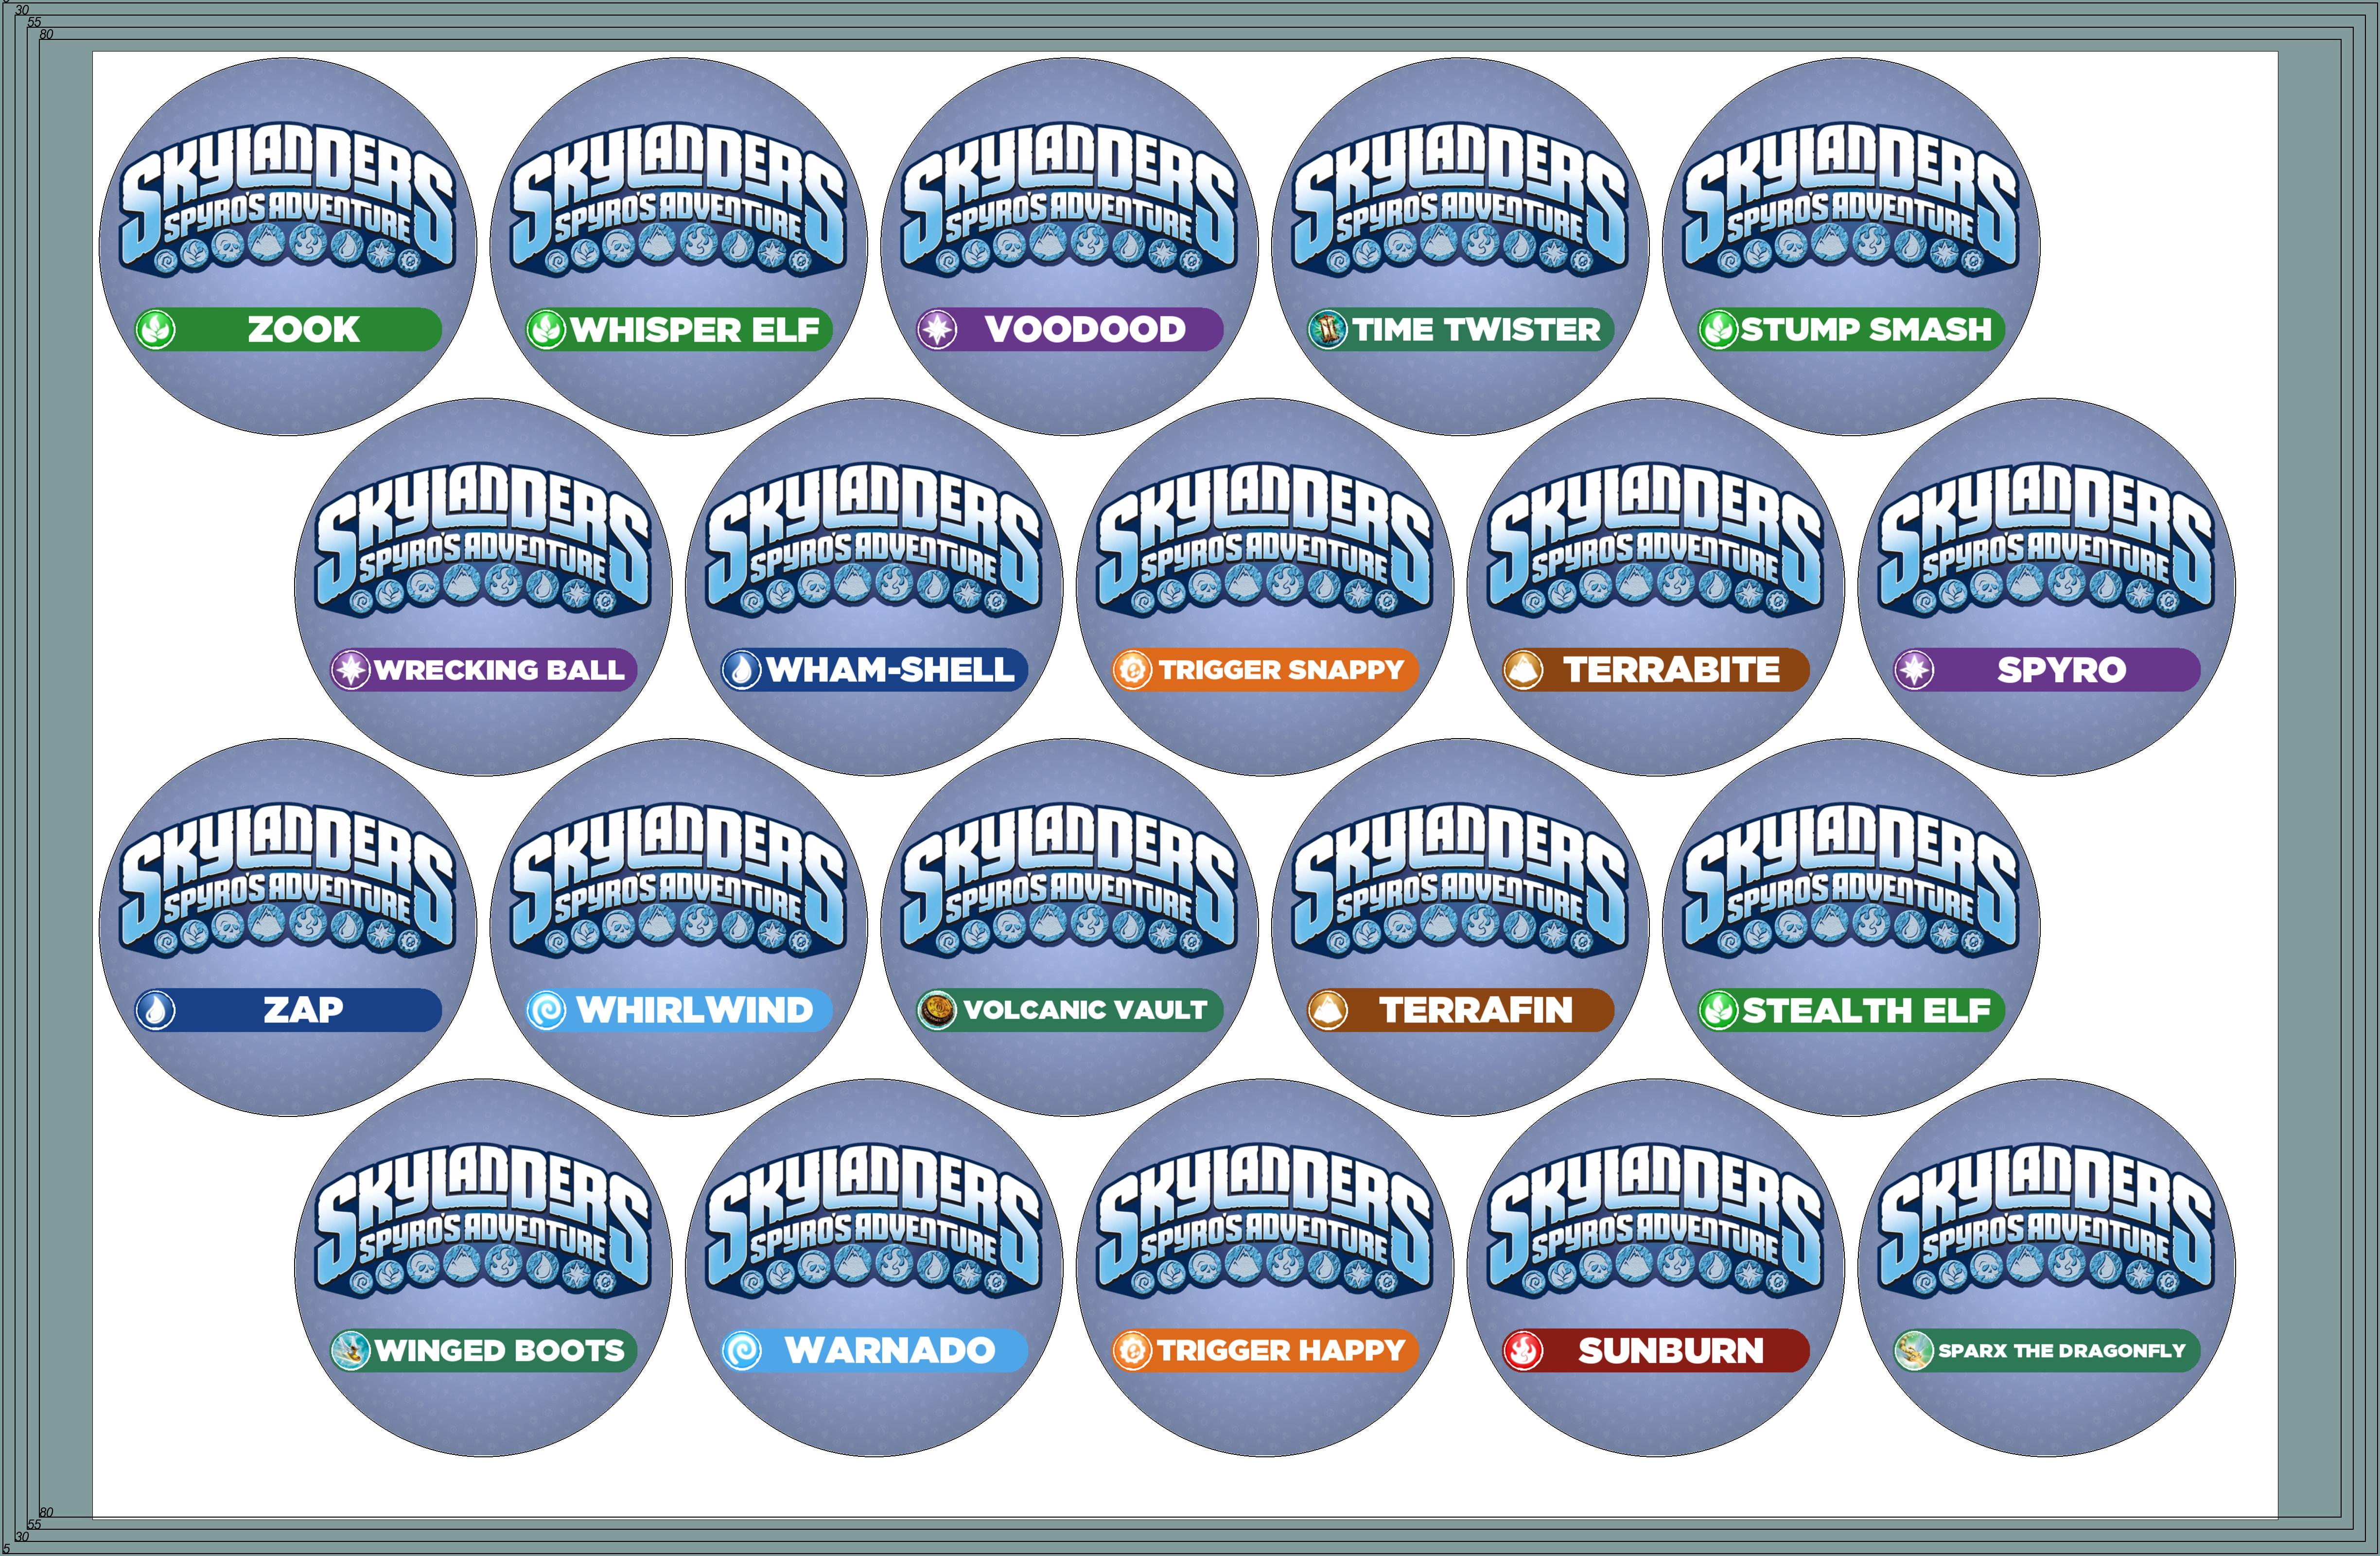 5
30
55
80
SKYLANDERS
SPYRO'S ADVENTURE
ZOOK
SKYLANDERS
SPYRO'S ADVENTURE
WHISPER ELF
SKYLANDERS
SPYRO'S ADVENTURE
VOODOOD
SKYLANDERS
SPYRO'S ADVENTURE
TIME TWISTER
SKYLANDERS
SPYRO'S ADVENTURE
STUMP SMASH
SKYLANDERS
SPYRO'S ADVENTURE
WRECKING BALL
SKYLANDERS
SPYRO'S ADVENTURE
WHAM-SHELL
SKYLANDERS
SPYRO'S ADVENTURE
TRIGGER SNAPPY
SKYLANDERS
SPYRO'S ADVENTURE
TERRABITE
SKYLANDERS
SPYRO'S ADVENTURE
SPYRO
SKYLANDERS
SPYRO'S ADVENTURE
ZAP
SKYLANDERS
SPYRO'S ADVENTURE
WHIRLWIND
SKYLANDERS
SPYRO'S ADVENTURE
VOLCANIC VAULT
SKYLANDERS
SPYRO'S ADVENTURE
TERRAFIN
SKYLANDERS
SPYRO'S ADVENTURE
STEALTH ELF
SKYLANDERS
SPYRO'S ADVENTURE
WINGED BOOTS
SKYLANDERS
SPYRO'S ADVENTURE
WARNADO
SKYLANDERS
SPYRO'S ADVENTURE
TRIGGER HAPPY
SKYLANDERS
SPYRO'S ADVENTURE
SUNBURN
SKYLANDERS
SPYRO'S ADVENTURE
SPARX THE DRAGONFLY
80
55
30
5